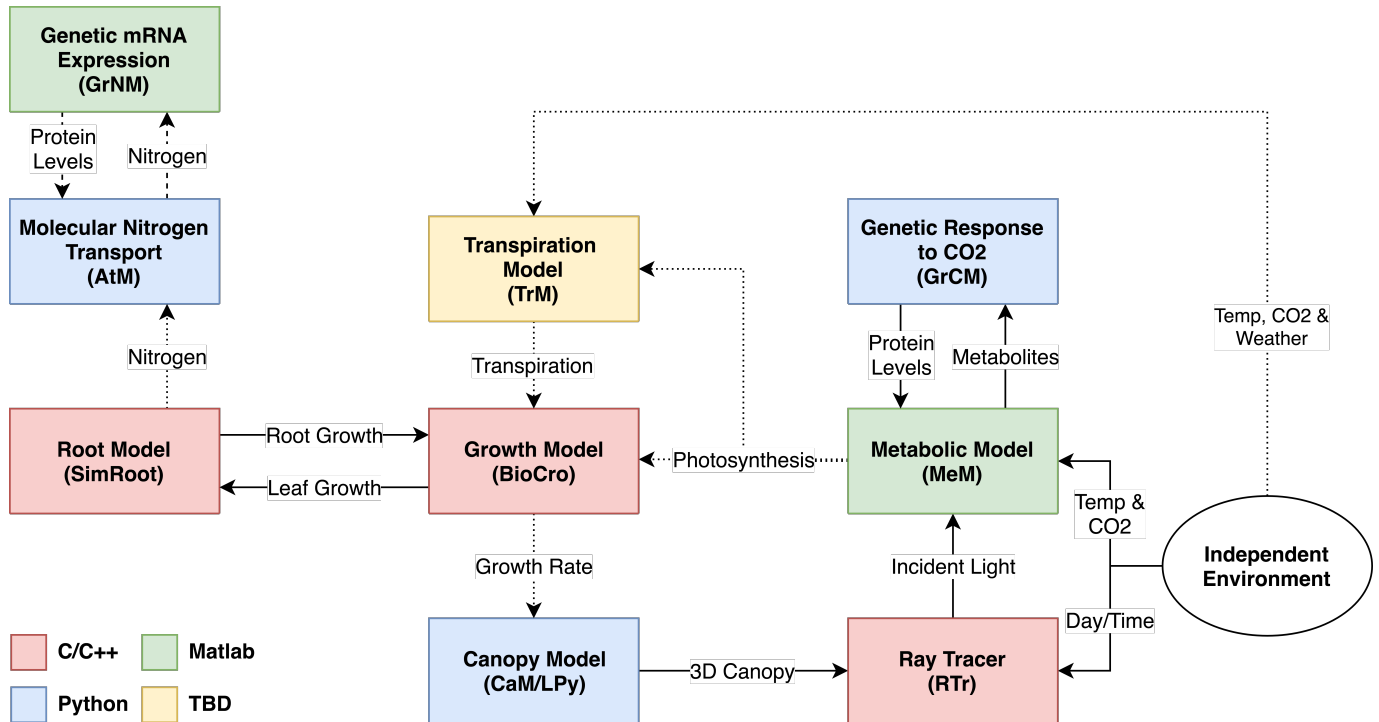 Genetic mRNA
Expression
(GrNM)
Protein
Levels
Nitrogen
Molecular Nitrogen
Transport
(AtM)
Transpiration
Model
(TrM)
Genetic Response
to CO2
(GrCM)
Temp, CO2 &
Weather
Nitrogen
Transpiration
Protein
Levels
Metabolites
Root Model
(SimRoot)
Root Growth
Leaf Growth
Growth Model
(BioCro)
Photosynthesis
Metabolic Model
(MeM)
Temp &
CO2
Independent
Environment
Growth Rate
Incident Light
Day/Time
C/C++
Matlab
Python
TBD
Canopy Model
(CaM/LPy)
3D Canopy
Ray Tracer
(RTr)